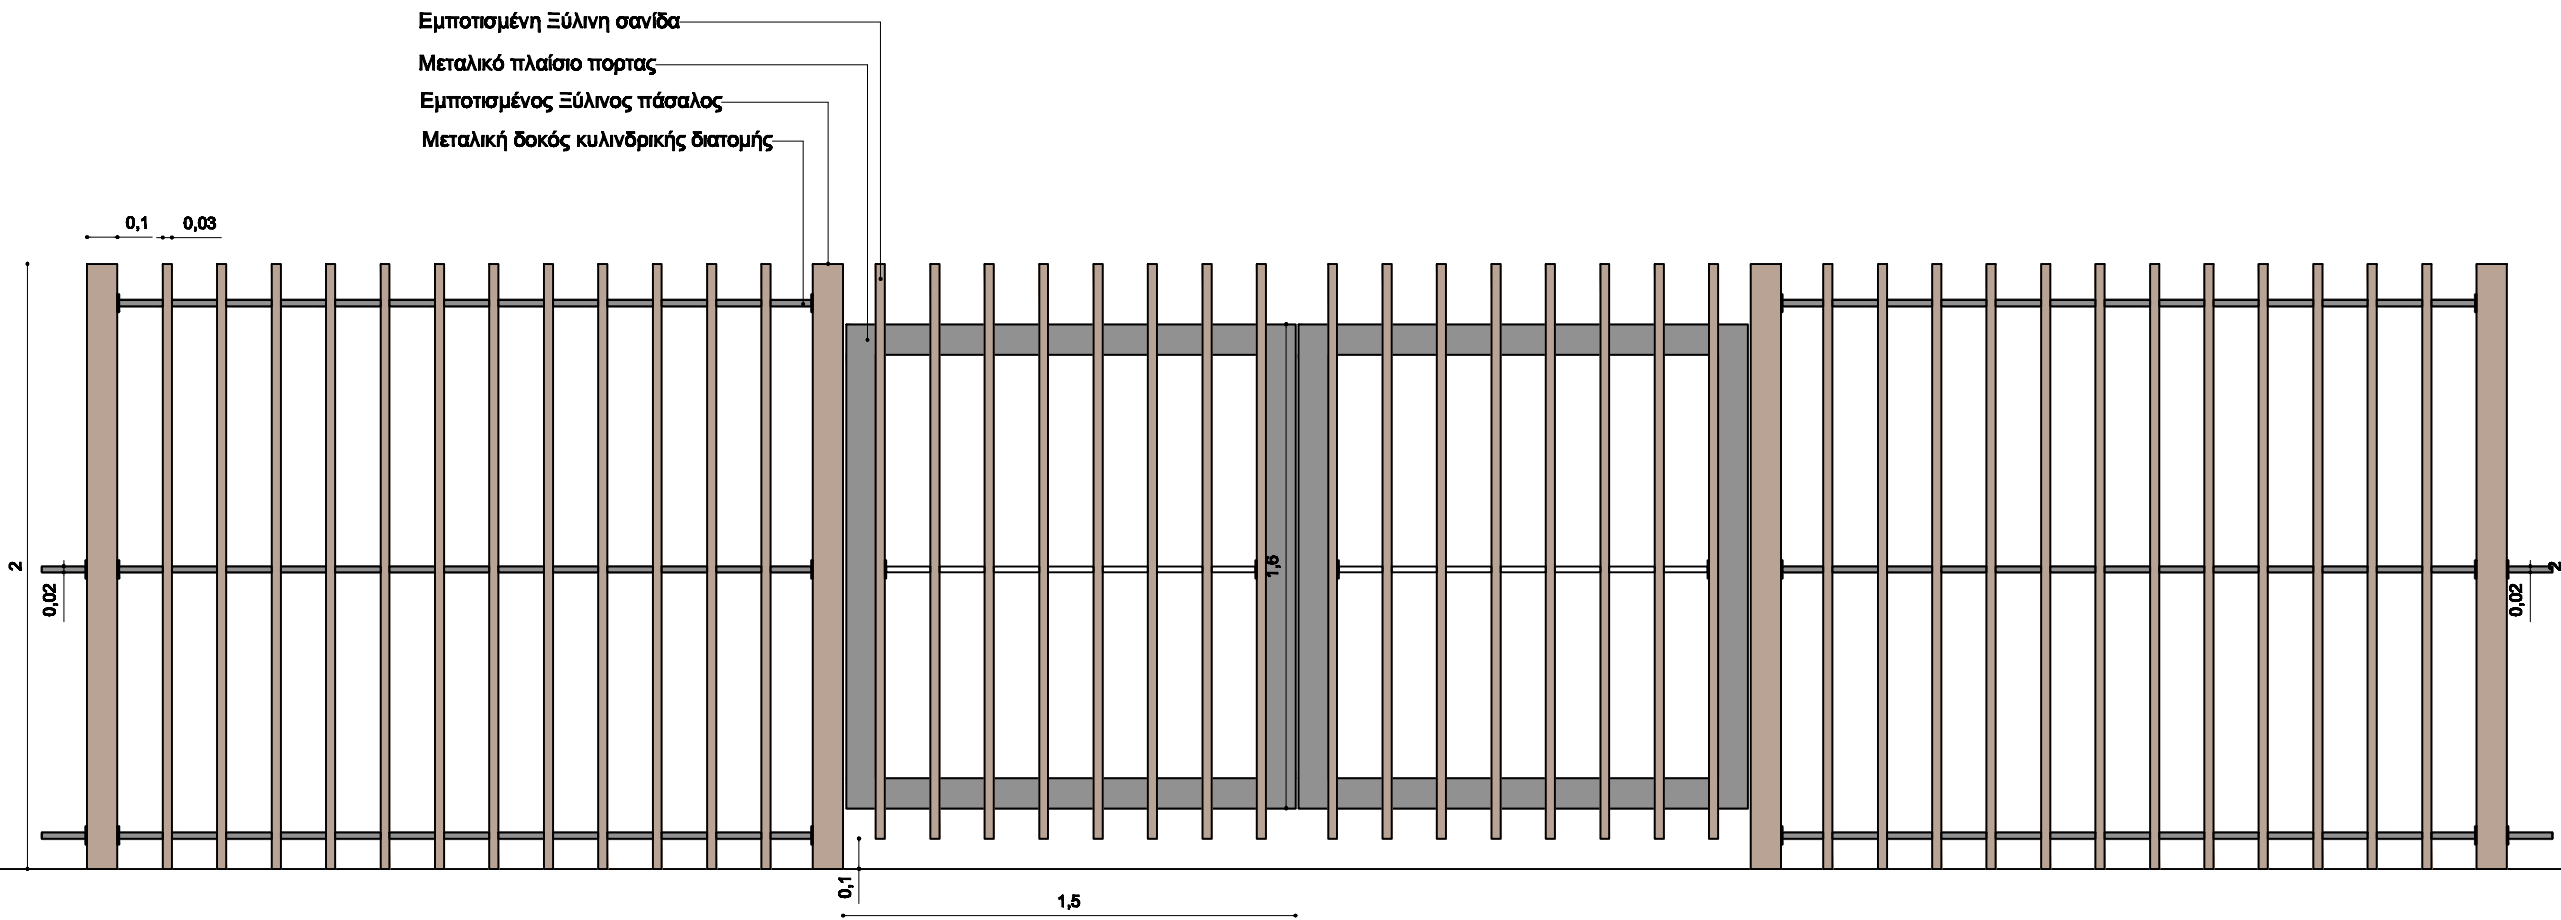 Εμποτισμένη Ξύλινη σανίδα
Μεταλικό πλαίσιο πορτας
Εμποτισμένος Ξύλινος πάσαλος
Μεταλική δοκός κυλινδρικής διατομής
0,1
0,03
2
0,02
1,6
2
0,02
0,1
1,5